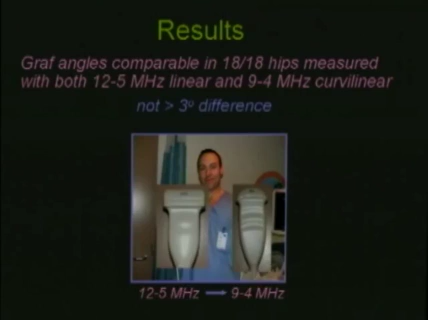 Results
Graf angles comparable in 18/18 hips measured
with both 12-5 MHz linear and 9-4 MHz curvilinear
not > 3º difference
12-5 MHz → 9-4 MHz